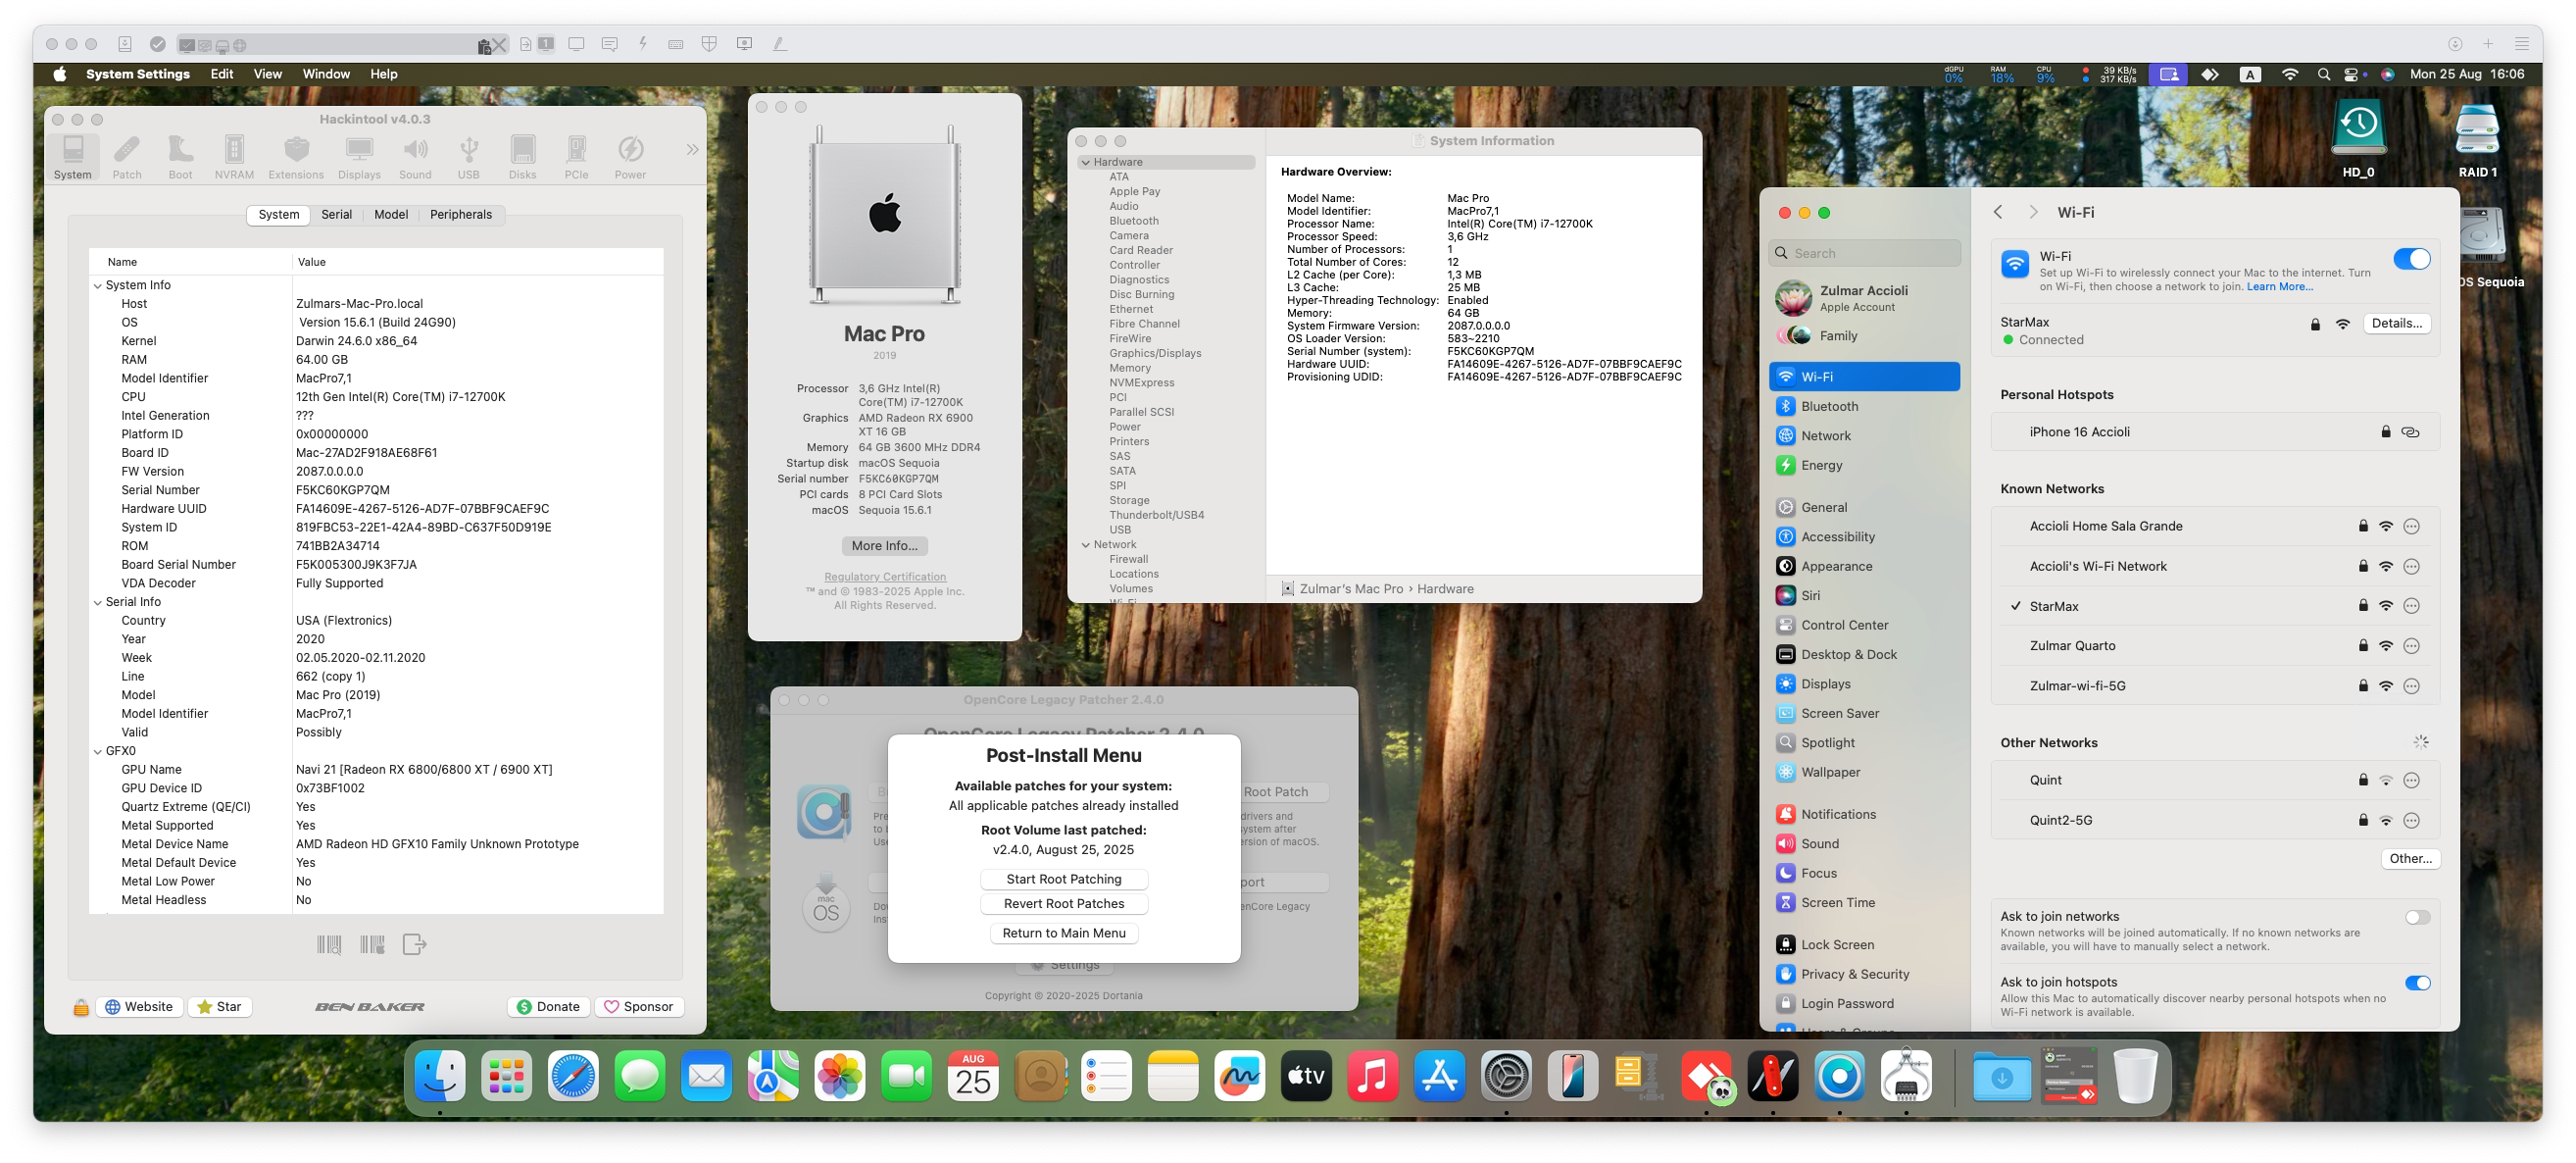 System Settings Edit View Window Help
dGPU 0% RAM 18% CPU 9% 39 KB/s 317 KB/s A Mon 25 Aug 16:06
HD_0
RAID 1
OS Sequoia
Hackintool v4.0.3
System Patch Boot NVRAM Extensions Displays Sound USB Disks PCIe Power
System Serial Model Peripherals
Name Value
System Info
Host Zulmars-Mac-Pro.local
OS Version 15.6.1 (Build 24G90)
Kernel Darwin 24.6.0 x86_64
RAM 64.00 GB
Model Identifier MacPro7,1
CPU 12th Gen Intel(R) Core(TM) i7-12700K
Intel Generation ???
Platform ID 0x00000000
Board ID Mac-27AD2F918AE68F61
FW Version 2087.0.0.0.0
Serial Number F5KC60KGP7QM
Hardware UUID FA14609E-4267-5126-AD7F-07BBF9CAEF9C
System ID 819FBC53-22E1-42A4-89BD-C637F50D919E
ROM 741BB2A34714
Board Serial Number F5K005300J9K3F7JA
VDA Decoder Fully Supported
Serial Info
Country USA (Flextronics)
Year 2020
Week 02.05.2020-02.11.2020
Line 662 (copy 1)
Model Mac Pro (2019)
Model Identifier MacPro7,1
Valid Possibly
GFX0
GPU Name Navi 21 [Radeon RX 6800/6800 XT / 6900 XT]
GPU Device ID 0x73BF1002
Quartz Extreme (QE/CI) Yes
Metal Supported Yes
Metal Device Name AMD Radeon HD GFX10 Family Unknown Prototype
Metal Default Device Yes
Metal Low Power No
Metal Headless No
Website Star BEN BAKER Donate Sponsor
Mac Pro
2019
Processor 3,6 GHz Intel(R)
Core(TM) i7-12700K
Graphics AMD Radeon RX 6900
XT 16 GB
Memory 64 GB 3600 MHz DDR4
Startup disk macOS Sequoia
Serial number F5KC60KGP7QM
PCI cards 8 PCI Card Slots
macOS Sequoia 15.6.1
More Info...
Regulatory Certification
™ and © 1983-2025 Apple Inc.
All Rights Reserved.
System Information
Hardware
ATA
Apple Pay
Audio
Bluetooth
Camera
Card Reader
Controller
Diagnostics
Disc Burning
Ethernet
Fibre Channel
FireWire
Graphics/Displays
Memory
NVMExpress
PCI
Parallel SCSI
Power
Printers
SAS
SATA
SPI
Storage
Thunderbolt/USB4
USB
Network
Firewall
Locations
Volumes
Wi-Fi
Hardware Overview:
Model Name: Mac Pro
Model Identifier: MacPro7,1
Processor Name: Intel(R) Core(TM) i7-12700K
Processor Speed: 3,6 GHz
Number of Processors: 1
Total Number of Cores: 12
L2 Cache (per Core): 1,3 MB
L3 Cache: 25 MB
Hyper-Threading Technology: Enabled
Memory: 64 GB
System Firmware Version: 2087.0.0.0.0
OS Loader Version: 583~2210
Serial Number (system): F5KC60KGP7QM
Hardware UUID: FA14609E-4267-5126-AD7F-07BBF9CAEF9C
Provisioning UDID: FA14609E-4267-5126-AD7F-07BBF9CAEF9C
Zulmar's Mac Pro › Hardware
OpenCore Legacy Patcher 2.4.0
OpenCore Legacy Patcher 2.4.0
Root Patch
drivers and
system after
version of macOS.
port
OpenCore Legacy
Settings
Copyright © 2020-2025 Dortania
mac
OS
Post-Install Menu
Available patches for your system:
All applicable patches already installed
Root Volume last patched:
v2.4.0, August 25, 2025
Start Root Patching
Revert Root Patches
Return to Main Menu
Search
Zulmar Accioli
Apple Account
Family
Wi-Fi
Bluetooth
Network
Energy
General
Accessibility
Appearance
Siri
Control Center
Desktop & Dock
Displays
Screen Saver
Spotlight
Wallpaper
Notifications
Sound
Focus
Screen Time
Lock Screen
Privacy & Security
Login Password
Users & Groups
Wi-Fi
Wi-Fi
Set up Wi-Fi to wirelessly connect your Mac to the internet. Turn
on Wi-Fi, then choose a network to join. Learn More...
StarMax Details...
Connected
Personal Hotspots
iPhone 16 Accioli
Known Networks
Accioli Home Sala Grande
Accioli's Wi-Fi Network
StarMax
Zulmar Quarto
Zulmar-wi-fi-5G
Other Networks
Quint
Quint2-5G
Other...
Ask to join networks
Known networks will be joined automatically. If no known networks are
available, you will have to manually select a network.
Ask to join hotspots
Allow this Mac to automatically discover nearby personal hotspots when no
Wi-Fi network is available.
AUG
25
tv